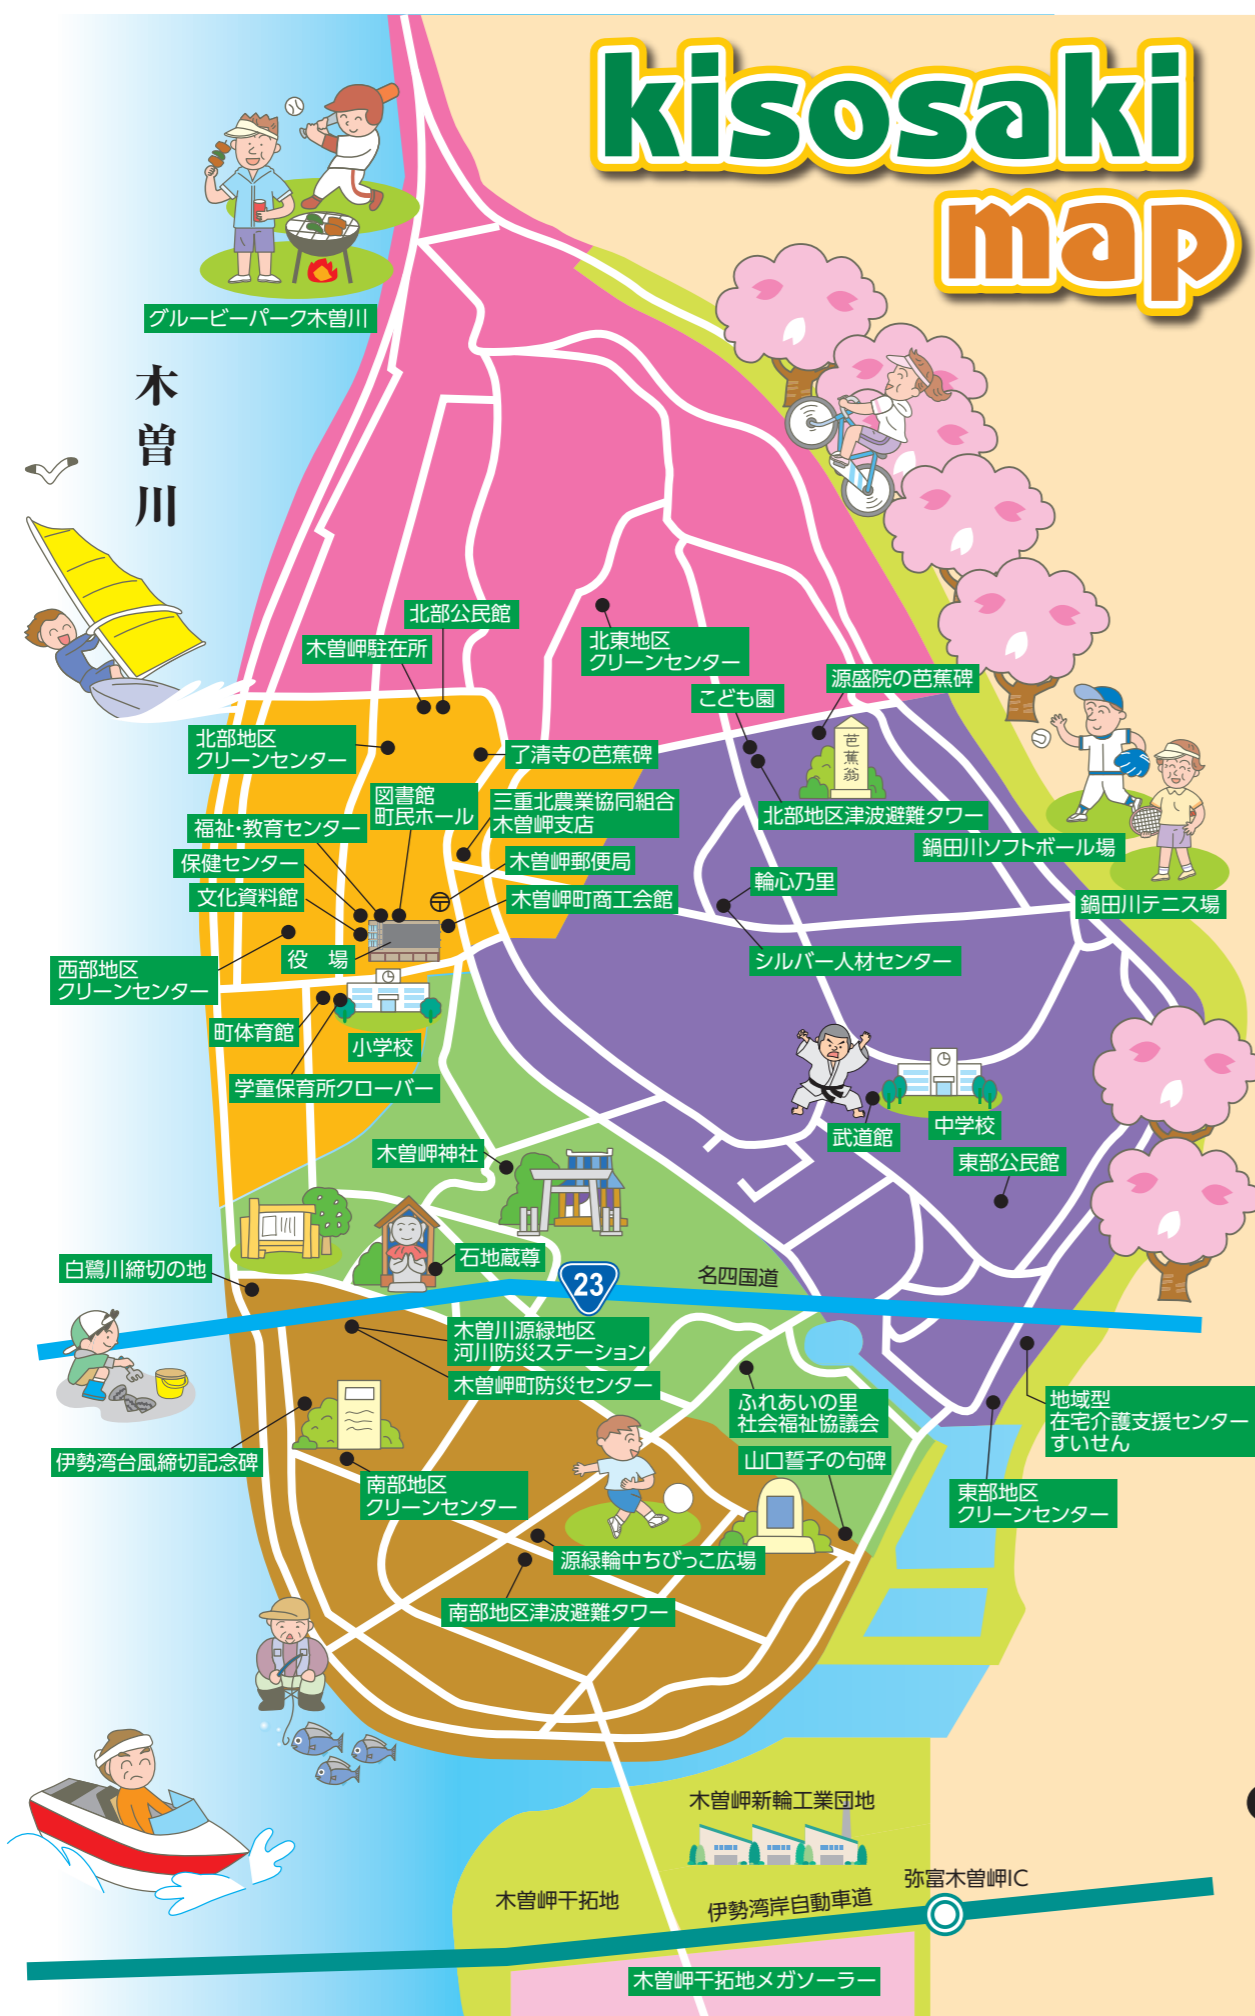 kisosaki
map
グルービーパーク木曽川
木曽川
北部公民館
木曽岬駐在所
北東地区
クリーンセンター
源盛院の芭蕉碑
こども園
芭蕉翁
北部地区
クリーンセンター
了清寺の芭蕉碑
図書館
町民ホール
三重北農業協同組合
木曽岬支店
北部地区津波避難タワー
福祉・教育センター
鍋田川ソフトボール場
保健センター
木曽岬郵便局
〒
輪心乃里
文化資料館
木曽岬町商工会館
鍋田川テニス場
役　場
西部地区
クリーンセンター
シルバー人材センター
町体育館
小学校
学童保育所クローバー
武道館
中学校
木曽岬神社
東部公民館
石地蔵尊
白鷺川締切の地
23
名四国道
木曽川源緑地区
河川防災ステーション
木曽岬町防災センター
ふれあいの里
社会福祉協議会
地域型
在宅介護支援センター
すいせん
伊勢湾台風締切記念碑
山口誓子の句碑
南部地区
クリーンセンター
東部地区
クリーンセンター
源緑輪中ちびっこ広場
南部地区津波避難タワー
木曽岬新輪工業団地
弥富木曽岬IC
木曽岬干拓地
伊勢湾岸自動車道
木曽岬干拓地メガソーラー